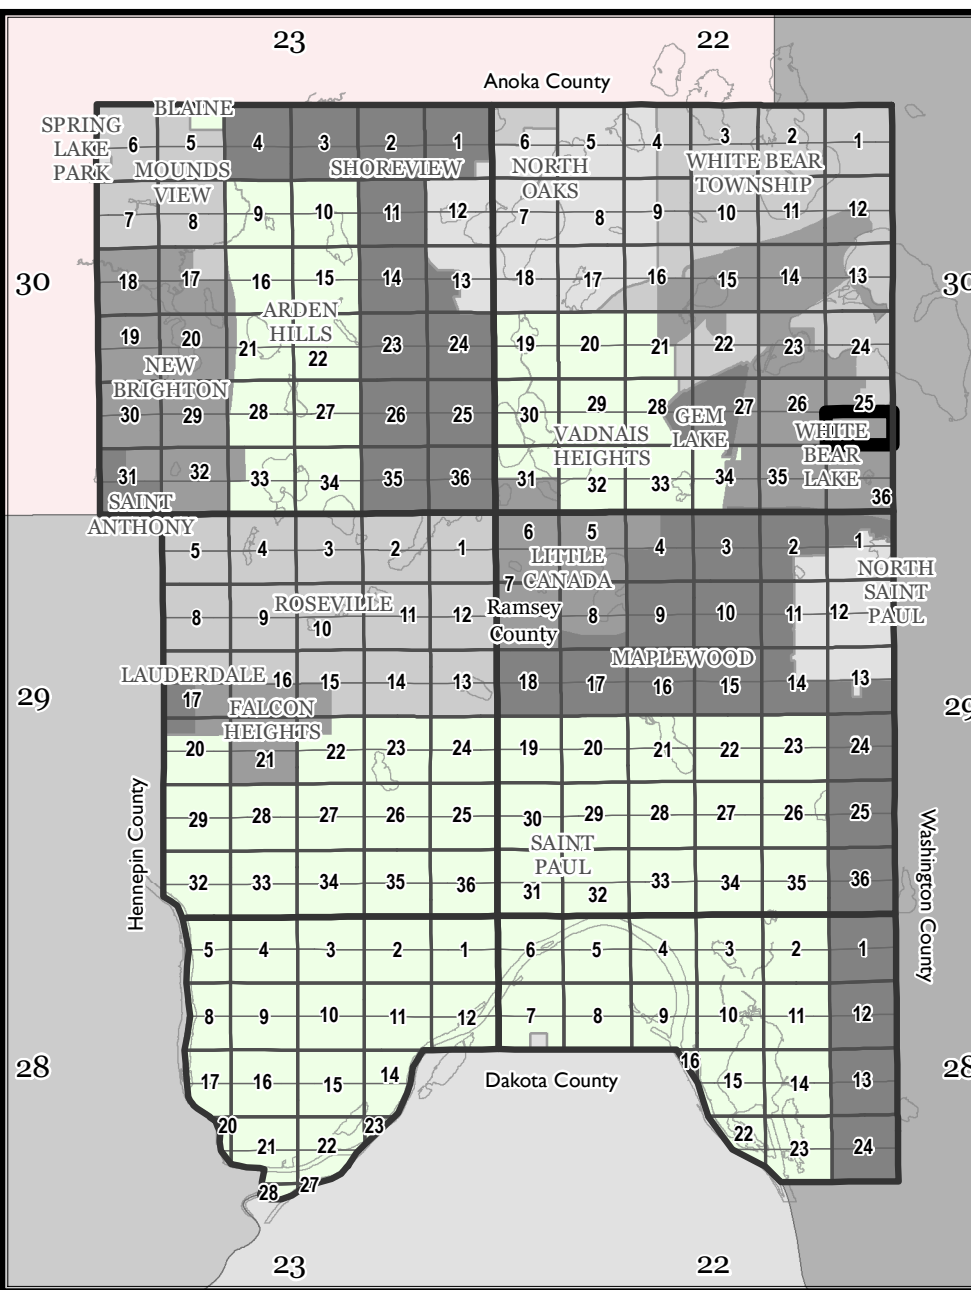 23 22
Anoka County
BLAINE
SPRING
LAKE
PARK
6 5 4 3 2 1 6 5 4 3 2 1
MOUNDS
VIEW
SHOREVIEW
NORTH
OAKS
WHITE BEAR
TOWNSHIP
7 8 9 10 11 12 7 8 9 10 11 12
30 18 17 16 15 14 13 18 17 16 15 14 13 30
ARDEN
HILLS
19 20 21 22 23 24 19 20 21 22 23 24
NEW
BRIGHTON
30 29 28 27 26 25 30 29 28 27 26 25
GEM
LAKE
VADNAIS
HEIGHTS
WHITE
BEAR
LAKE
31 32 33 34 35 36 31 32 33 34 35 36
SAINT
ANTHONY
5 4 3 2 1 6 5 4 3 2 1
LITTLE
CANADA
NORTH
SAINT
PAUL
8 9 10 11 12 7 8 9 10 11 12
ROSEVILLE
Ramsey
County
MAPLEWOOD
LAUDERDALE
29 17 16 15 14 13 18 17 16 15 14 13 29
FALCON
HEIGHTS
20 21 22 23 24 19 20 21 22 23 24
29 28 27 26 25 30 29 28 27 26 25
SAINT
PAUL
32 33 34 35 36 31 32 33 34 35 36
Hennepin County
Washington County
5 4 3 2 1 6 5 4 3 2 1
8 9 10 11 12 7 8 9 10 11 12
28 17 16 15 14 16 15 14 13 28
Dakota County
20 21 22 23 22 23 24
28 27
23 22